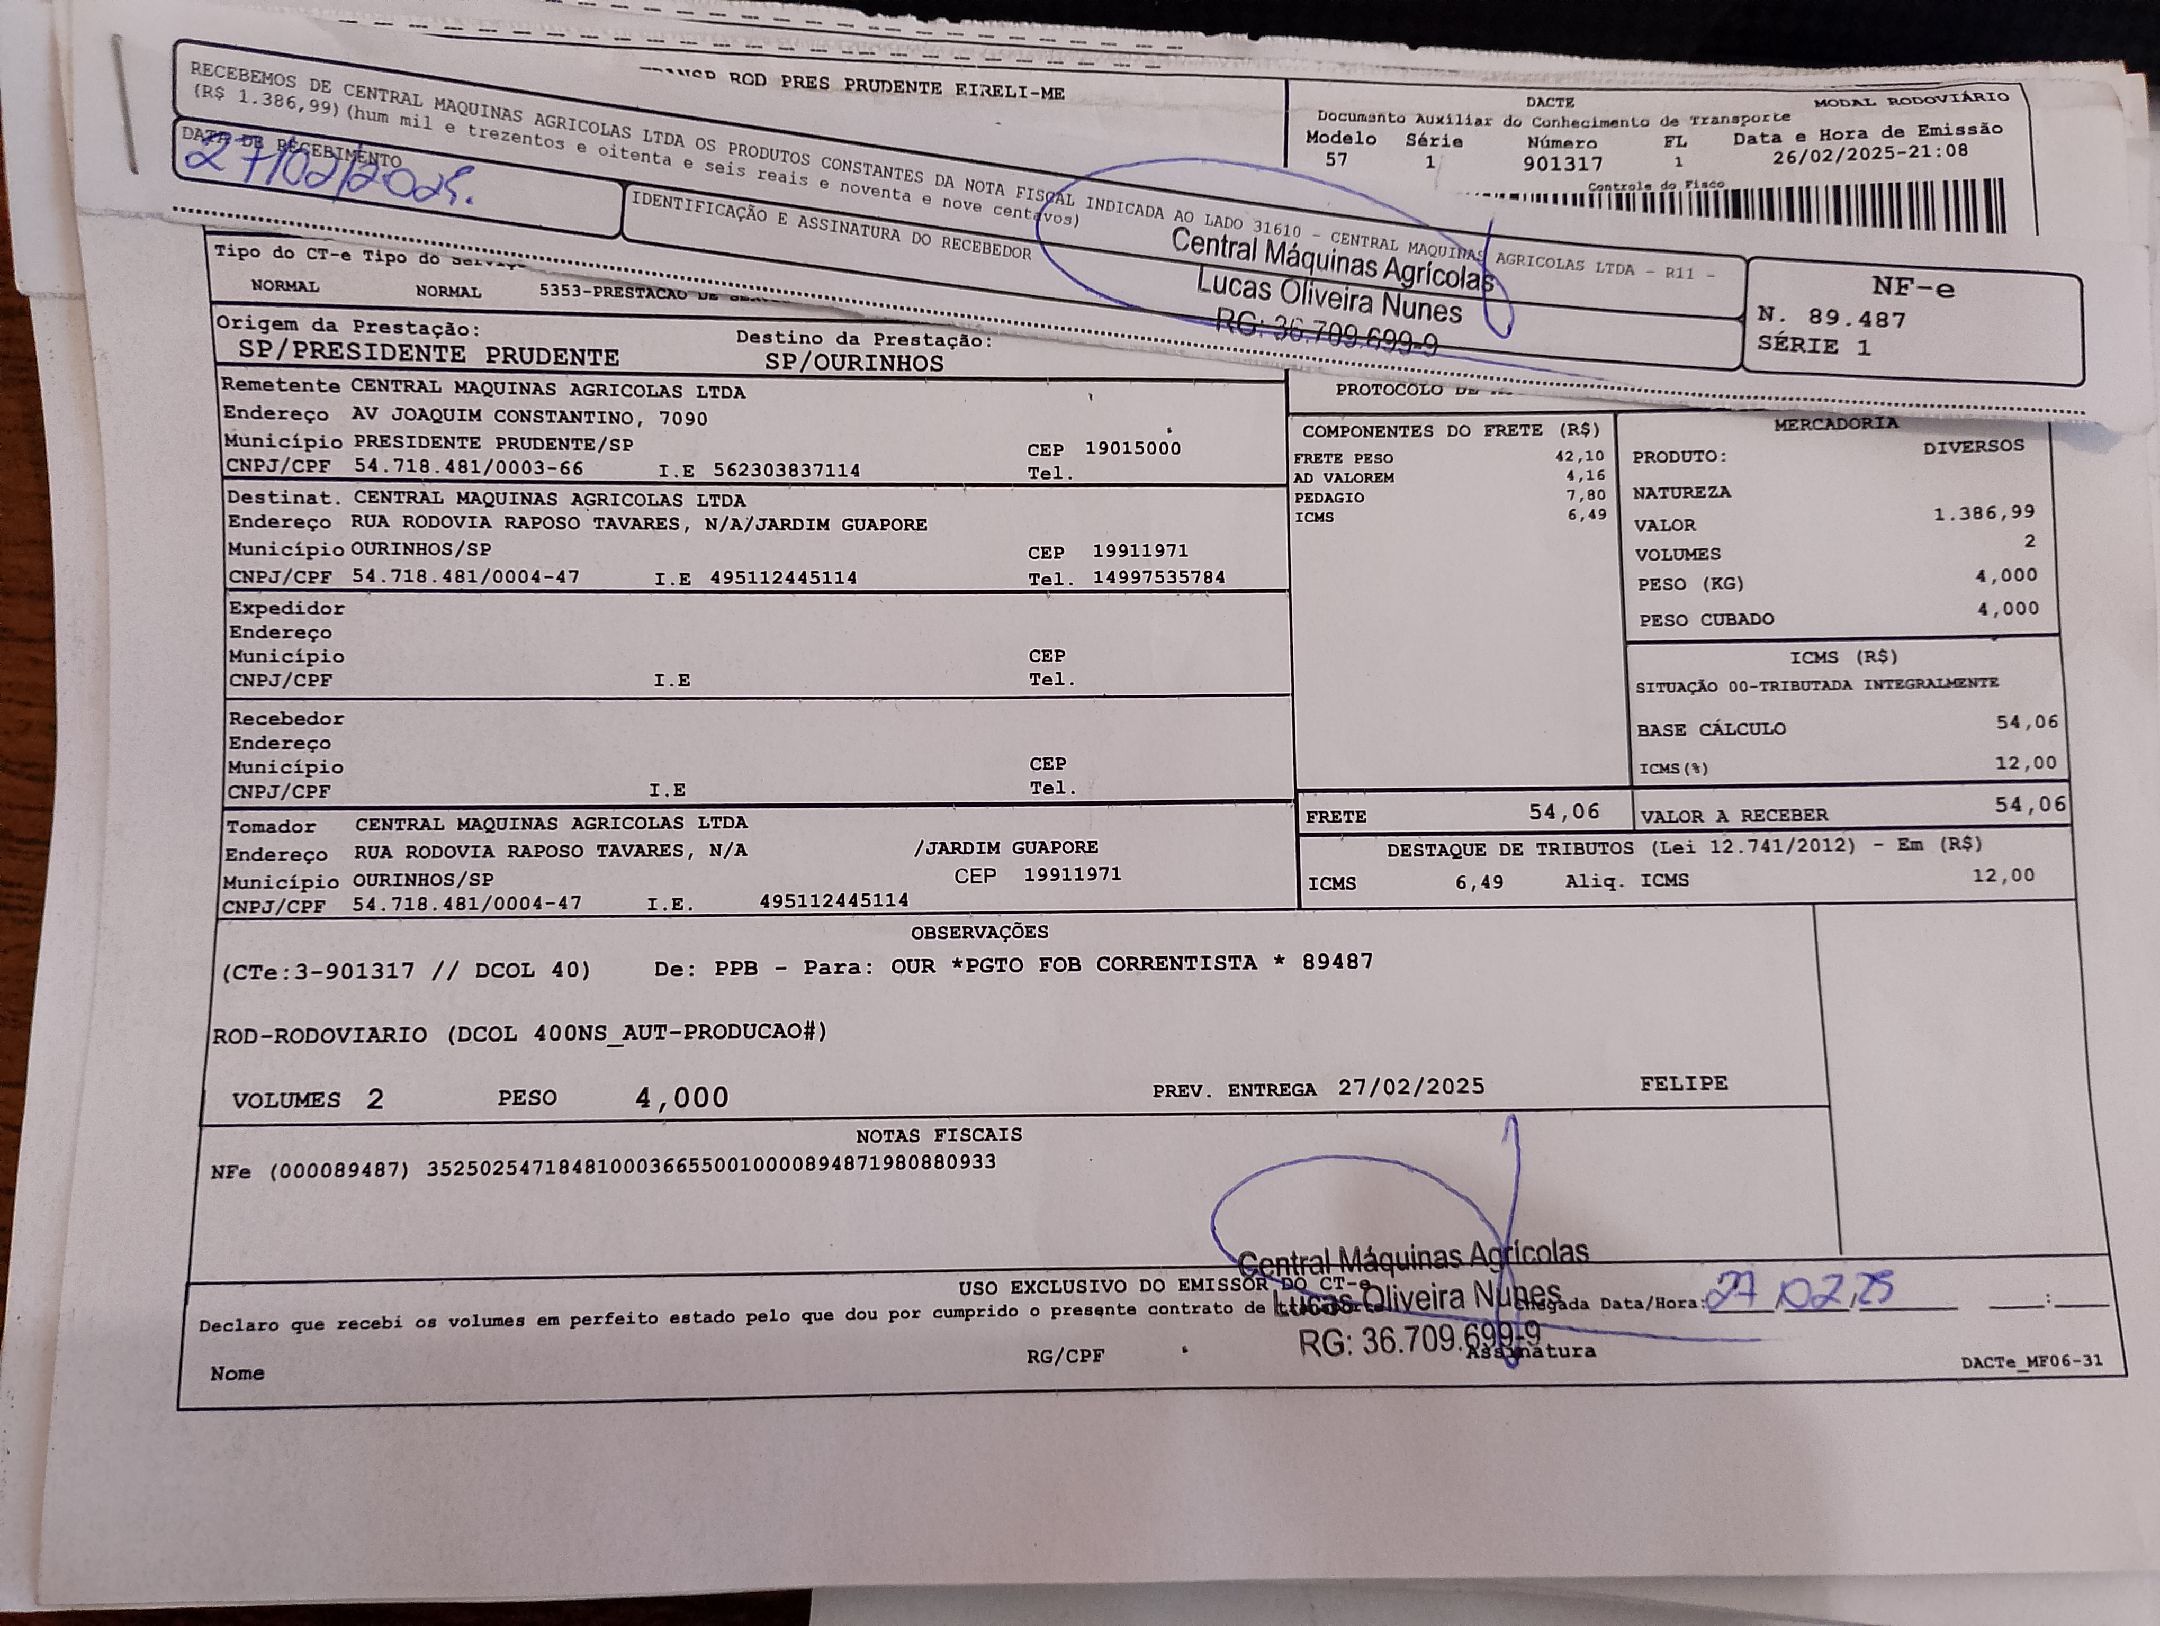 ROD PRES PRUDENTE EIRELI-ME
DACTE
MODAL RODOVIÁRIO
Documento Auxiliar do Conhecimento de Transporte
Modelo Série Número FL Data e Hora de Emissão
57 1 901317 1 26/02/2025-21:08
Controle do Fisco
RECEBEMOS DE CENTRAL MAQUINAS AGRICOLAS LTDA OS PRODUTOS CONSTANTES DA NOTA FISCAL INDICADA AO LADO 31610 - CENTRAL MAQUINAS AGRICOLAS LTDA - R11 -
(R$ 1.386,99)(hum mil e trezentos e oitenta e seis reais e noventa e nove centavos)
DATA DE RECEBIMENTO
27/02/2025.
IDENTIFICAÇÃO E ASSINATURA DO RECEBEDOR
Central Máquinas Agrícolas
Lucas Oliveira Nunes
RG: 36.709.699-9
NF-e
N. 89.487
SÉRIE 1
Tipo do CT-e Tipo do
NORMAL NORMAL 5353-PRESTACAO DE
Origem da Prestação: Destino da Prestação:
SP/PRESIDENTE PRUDENTE SP/OURINHOS
PROTOCOLO DE
Remetente CENTRAL MAQUINAS AGRICOLAS LTDA
Endereço AV JOAQUIM CONSTANTINO, 7090
Município PRESIDENTE PRUDENTE/SP CEP 19015000
CNPJ/CPF 54.718.481/0003-66 I.E 562303837114 Tel.
Destinat. CENTRAL MAQUINAS AGRICOLAS LTDA
Endereço RUA RODOVIA RAPOSO TAVARES, N/A/JARDIM GUAPORE
Município OURINHOS/SP CEP 19911971
CNPJ/CPF 54.718.481/0004-47 I.E 495112445114 Tel. 14997535784
Expedidor
Endereço
Município CEP
CNPJ/CPF I.E Tel.
Recebedor
Endereço
Município CEP
CNPJ/CPF I.E Tel.
Tomador CENTRAL MAQUINAS AGRICOLAS LTDA
Endereço RUA RODOVIA RAPOSO TAVARES, N/A /JARDIM GUAPORE
Município OURINHOS/SP CEP 19911971
CNPJ/CPF 54.718.481/0004-47 I.E. 495112445114
COMPONENTES DO FRETE (R$)
FRETE PESO 42,10
AD VALOREM 4,16
PEDAGIO 7,80
ICMS 6,49
MERCADORIA
PRODUTO: DIVERSOS
NATUREZA
VALOR 1.386,99
VOLUMES 2
PESO (KG) 4,000
PESO CUBADO 4,000
ICMS (R$)
SITUAÇÃO 00-TRIBUTADA INTEGRALMENTE
BASE CÁLCULO 54,06
ICMS(%) 12,00
FRETE 54,06 VALOR A RECEBER 54,06
DESTAQUE DE TRIBUTOS (Lei 12.741/2012) - Em (R$)
ICMS 6,49 Aliq. ICMS 12,00
OBSERVAÇÕES
(CTe:3-901317 // DCOL 40) De: PPB - Para: OUR *PGTO FOB CORRENTISTA * 89487
ROD-RODOVIARIO (DCOL 400NS_AUT-PRODUCAO#)
VOLUMES 2 PESO 4,000 PREV. ENTREGA 27/02/2025 FELIPE
NOTAS FISCAIS
NFe (000089487) 35250254718481000366550010000894871980880933
Central Máquinas Agrícolas
Lucas Oliveira Nunes
RG: 36.709.699-9
USO EXCLUSIVO DO EMISSOR DO CT-e
Declaro que recebi os volumes em perfeito estado pelo que dou por cumprido o presente contrato de transporte
Chegada Data/Hora: 27/02/25 :
Nome RG/CPF Assinatura
DACTe_MF06-31